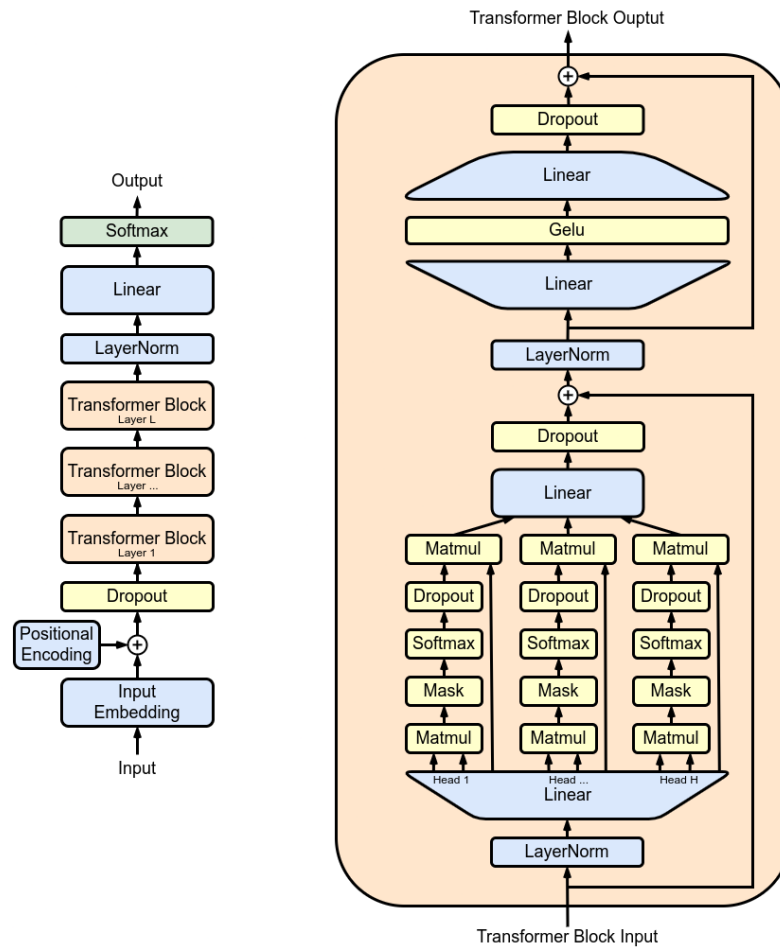 Output
Softmax
Linear
LayerNorm
Transformer Block
Layer L
Transformer Block
Layer ...
Transformer Block
Layer 1
Dropout
Positional
Encoding
Input
Embedding
Input
Transformer Block Ouptut
Dropout
Linear
Gelu
Linear
LayerNorm
Dropout
Linear
Matmul Matmul Matmul
Dropout Dropout Dropout
Softmax Softmax Softmax
Mask Mask Mask
Matmul Matmul Matmul
Head 1 Head ... Head H
Linear
LayerNorm
Transformer Block Input